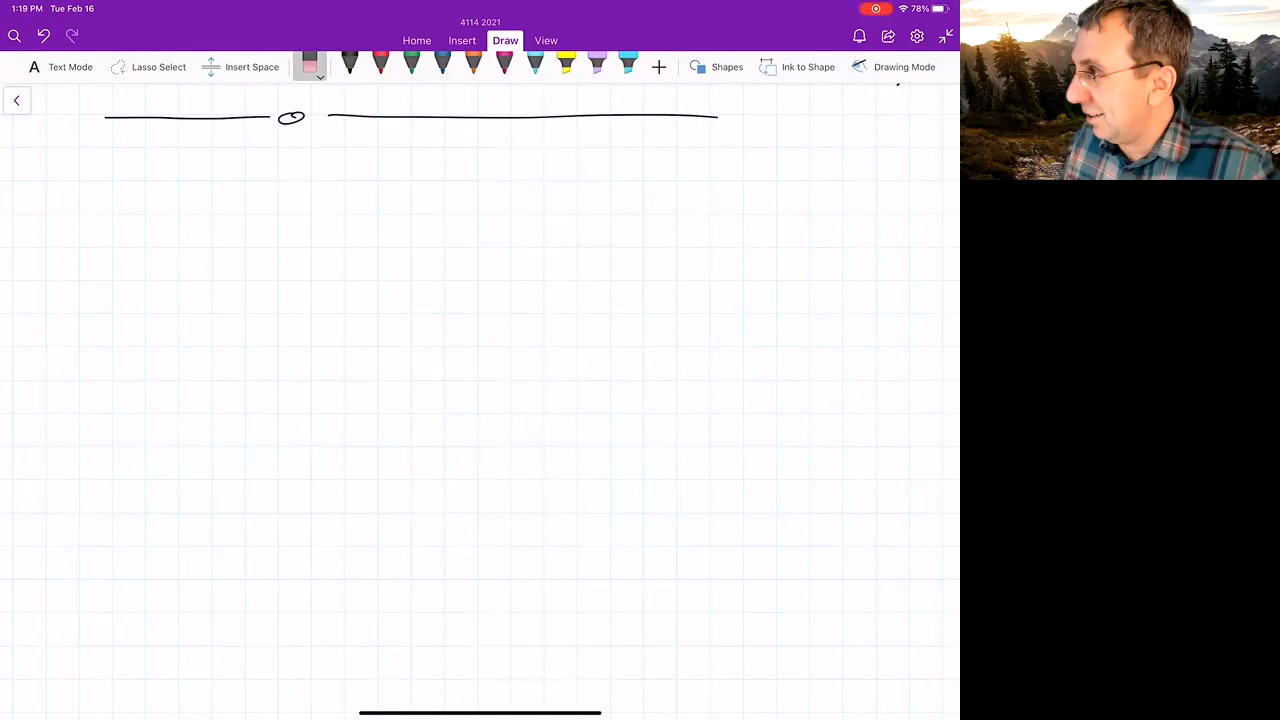 1:19 PM Tue Feb 16
78%
4114 2021
Home Insert Draw View
A Text Mode Lasso Select Insert Space Shapes Ink to Shape Drawing Mode